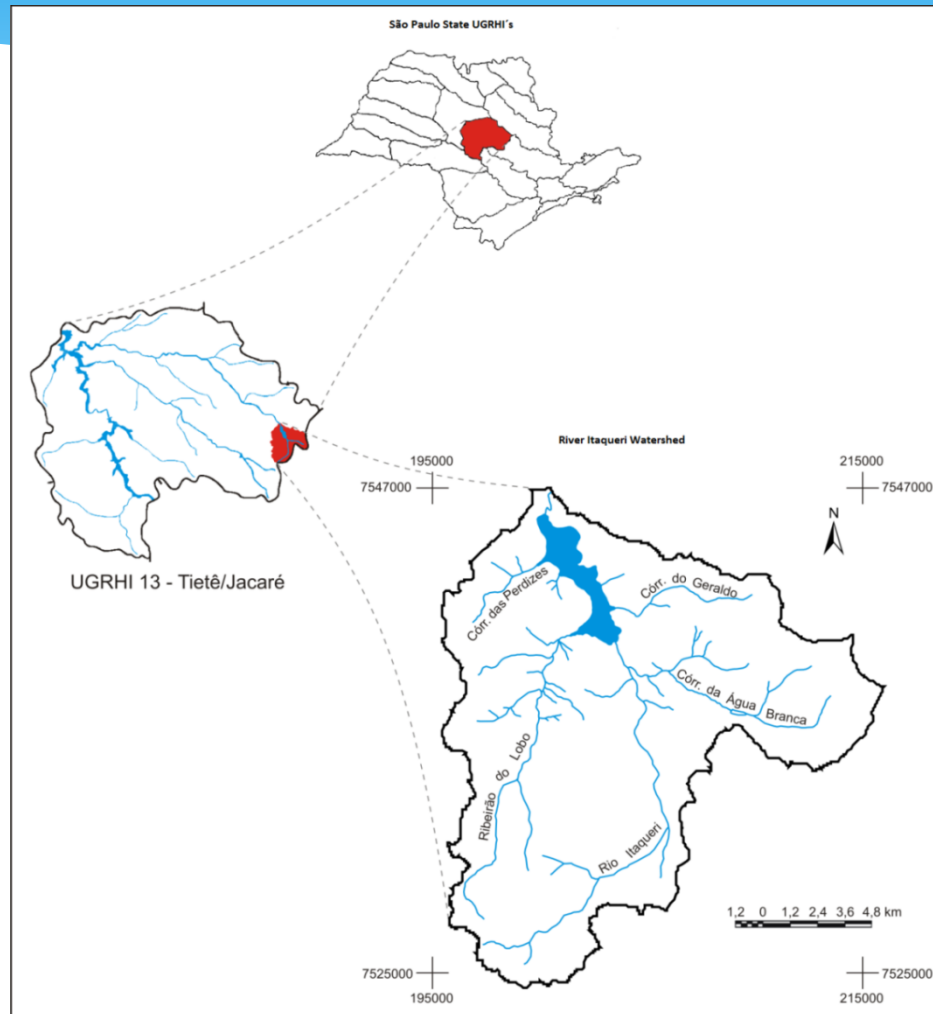 São Paulo State UGRHI´s
UGRHI 13 - Tietê/Jacaré
River Itaqueri Watershed
195000
215000
7547000
7547000
N
Córr. das Perdizes
Córr. do Geraldo
Córr. da Água Branca
Ribeirão do Lobo
Rio Itaqueri
1,2 0 1,2 2,4 3,6 4,8 km
7525000
7525000
195000
215000